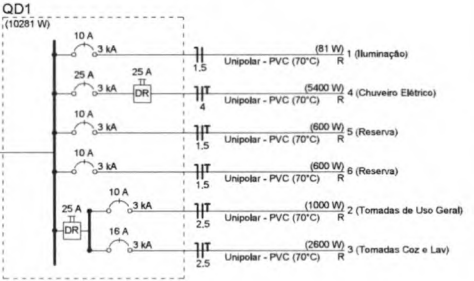 QD1
(10281 W)
10 A
3 kA
1,5
(81 W)
Unipolar - PVC (70°C)
R
1 (Iluminação)
25 A
3 kA
25 A
DR
4
(5400 W)
Unipolar - PVC (70°C)
R
4 (Chuveiro Elétrico)
10 A
3 kA
1,5
(600 W)
Unipolar - PVC (70°C)
R
5 (Reserva)
10 A
3 kA
1,5
(600 W)
Unipolar - PVC (70°C)
R
6 (Reserva)
25 A
DR
10 A
3 kA
2,5
(1000 W)
Unipolar - PVC (70°C)
R
2 (Tomadas de Uso Geral)
16 A
3 kA
2,5
(2600 W)
Unipolar - PVC (70°C)
R
3 (Tomadas Coz e Lav)